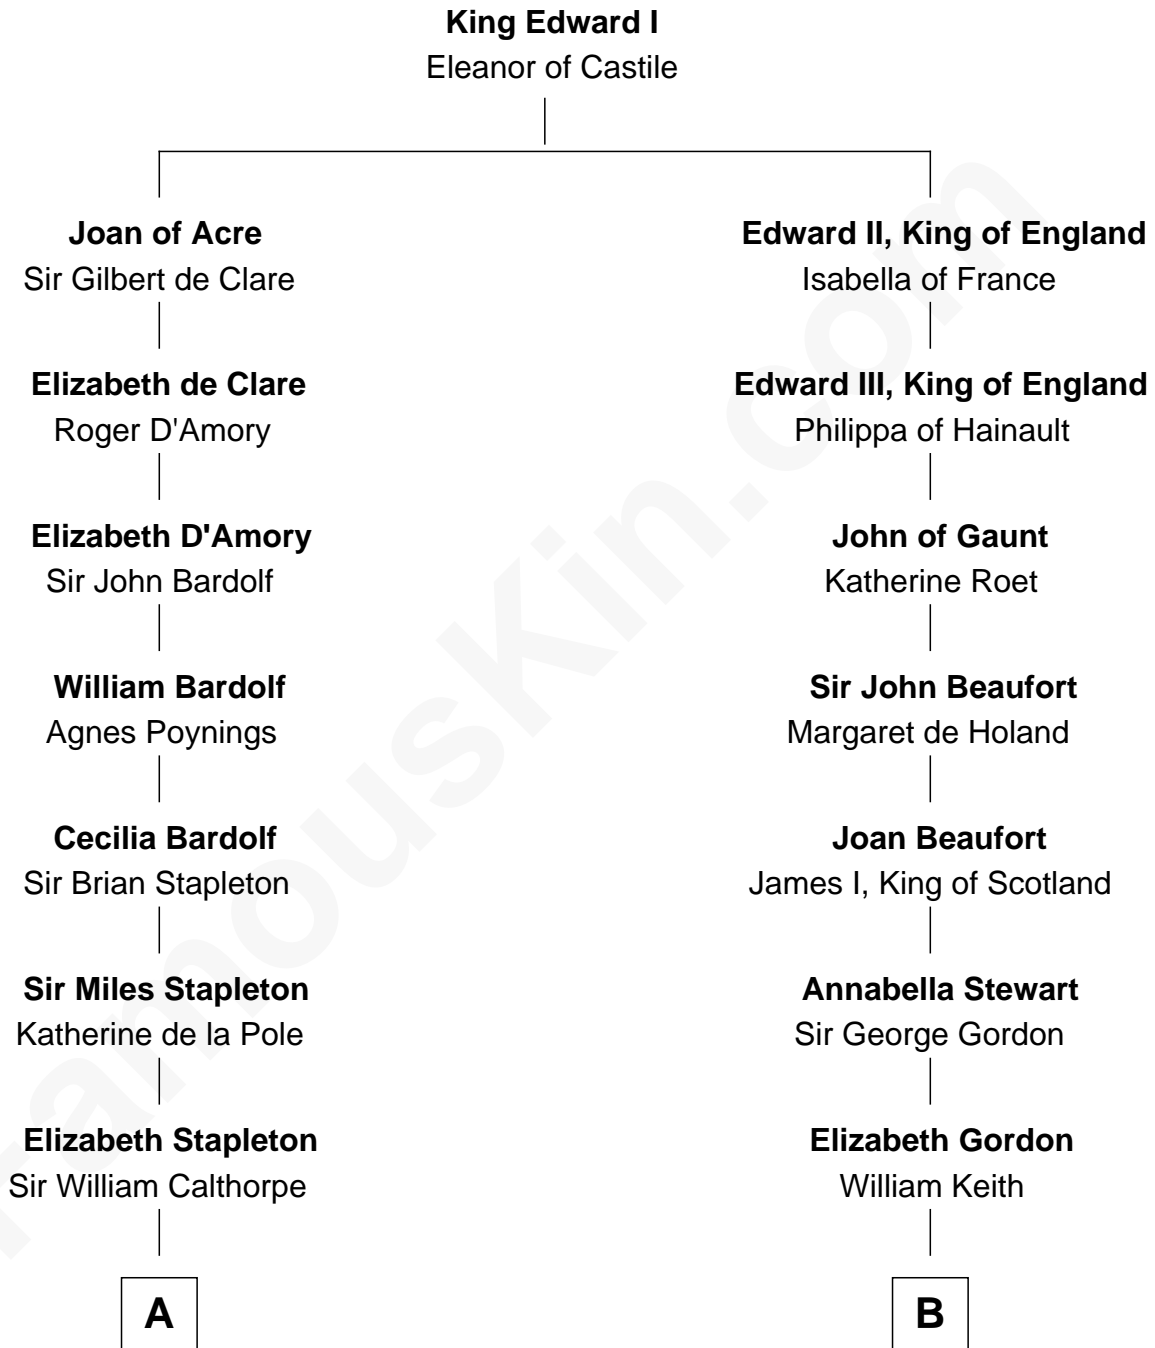 King Edward I
Eleanor of Castile
Joan of Acre
Sir Gilbert de Clare
Edward II, King of England
Isabella of France
Elizabeth de Clare
Roger D'Amory
Edward III, King of England
Philippa of Hainault
Elizabeth D'Amory
Sir John Bardolf
John of Gaunt
Katherine Roet
William Bardolf
Agnes Poynings
Sir John Beaufort
Margaret de Holand
Cecilia Bardolf
Sir Brian Stapleton
Joan Beaufort
James I, King of Scotland
Sir Miles Stapleton
Katherine de la Pole
Annabella Stewart
Sir George Gordon
Elizabeth Stapleton
Sir William Calthorpe
Elizabeth Gordon
William Keith
A
B
FamousKin.com